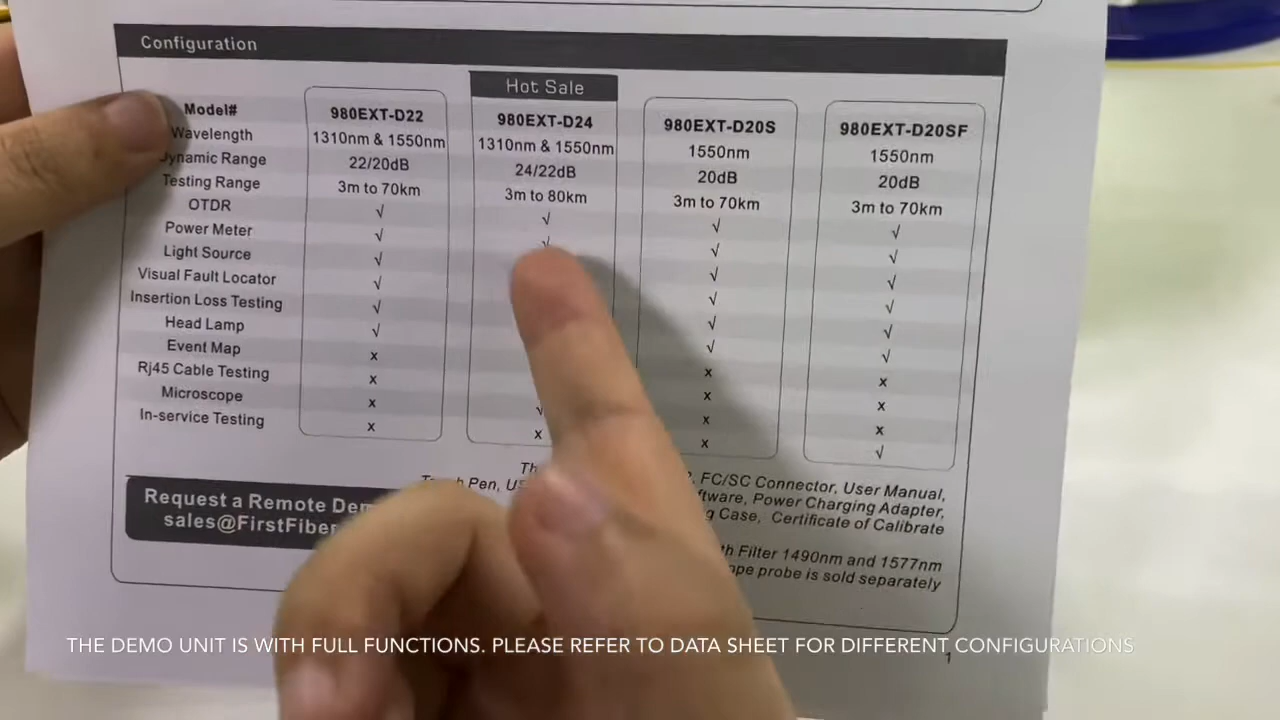 Configuration
Hot Sale
Model# 980EXT-D22 980EXT-D24 980EXT-D20S 980EXT-D20SF
Wavelength 1310nm & 1550nm 1310nm & 1550nm 1550nm 1550nm
Dynamic Range 22/20dB 24/22dB 20dB 20dB
Testing Range 3m to 70km 3m to 80km 3m to 70km 3m to 70km
OTDR √ √ √ √
Power Meter √ √ √ √
Light Source √ √ √
Visual Fault Locator √ √ √
Insertion Loss Testing √ √ √
Head Lamp √ √ √
Event Map x x x
Rj45 Cable Testing x x x
Microscope x √ x x
In-service Testing x x x √
FC/SC Connector, User Manual,
Pen, Power Charging Adapter,
Case, Certificate of Calibrate
Request a Remote
sales@FirstFiber
Filter 1490nm and 1577nm
probe is sold separately
THE DEMO UNIT IS WITH FULL FUNCTIONS. PLEASE REFER TO DATA SHEET FOR DIFFERENT CONFIGURATIONS
1